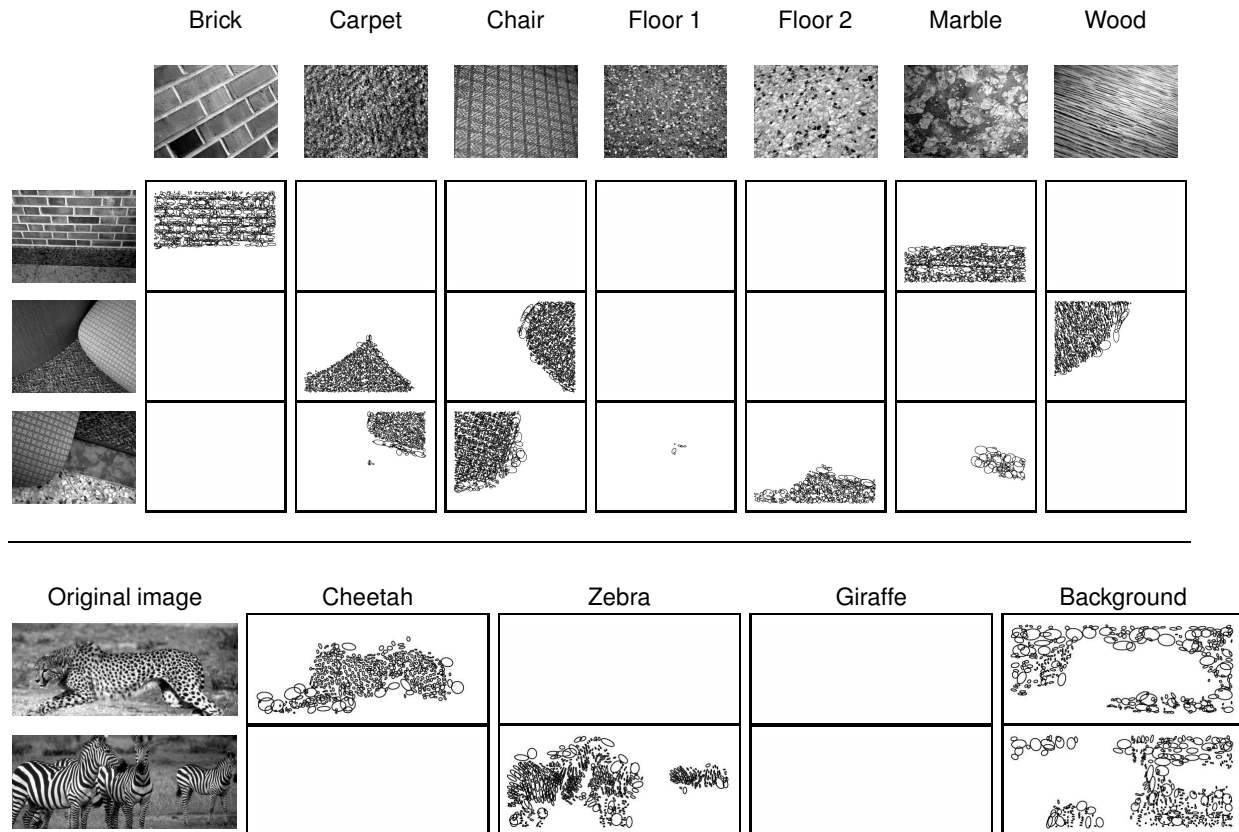 Brick Carpet Chair Floor 1 Floor 2 Marble Wood
Original image Cheetah Zebra Giraffe Background